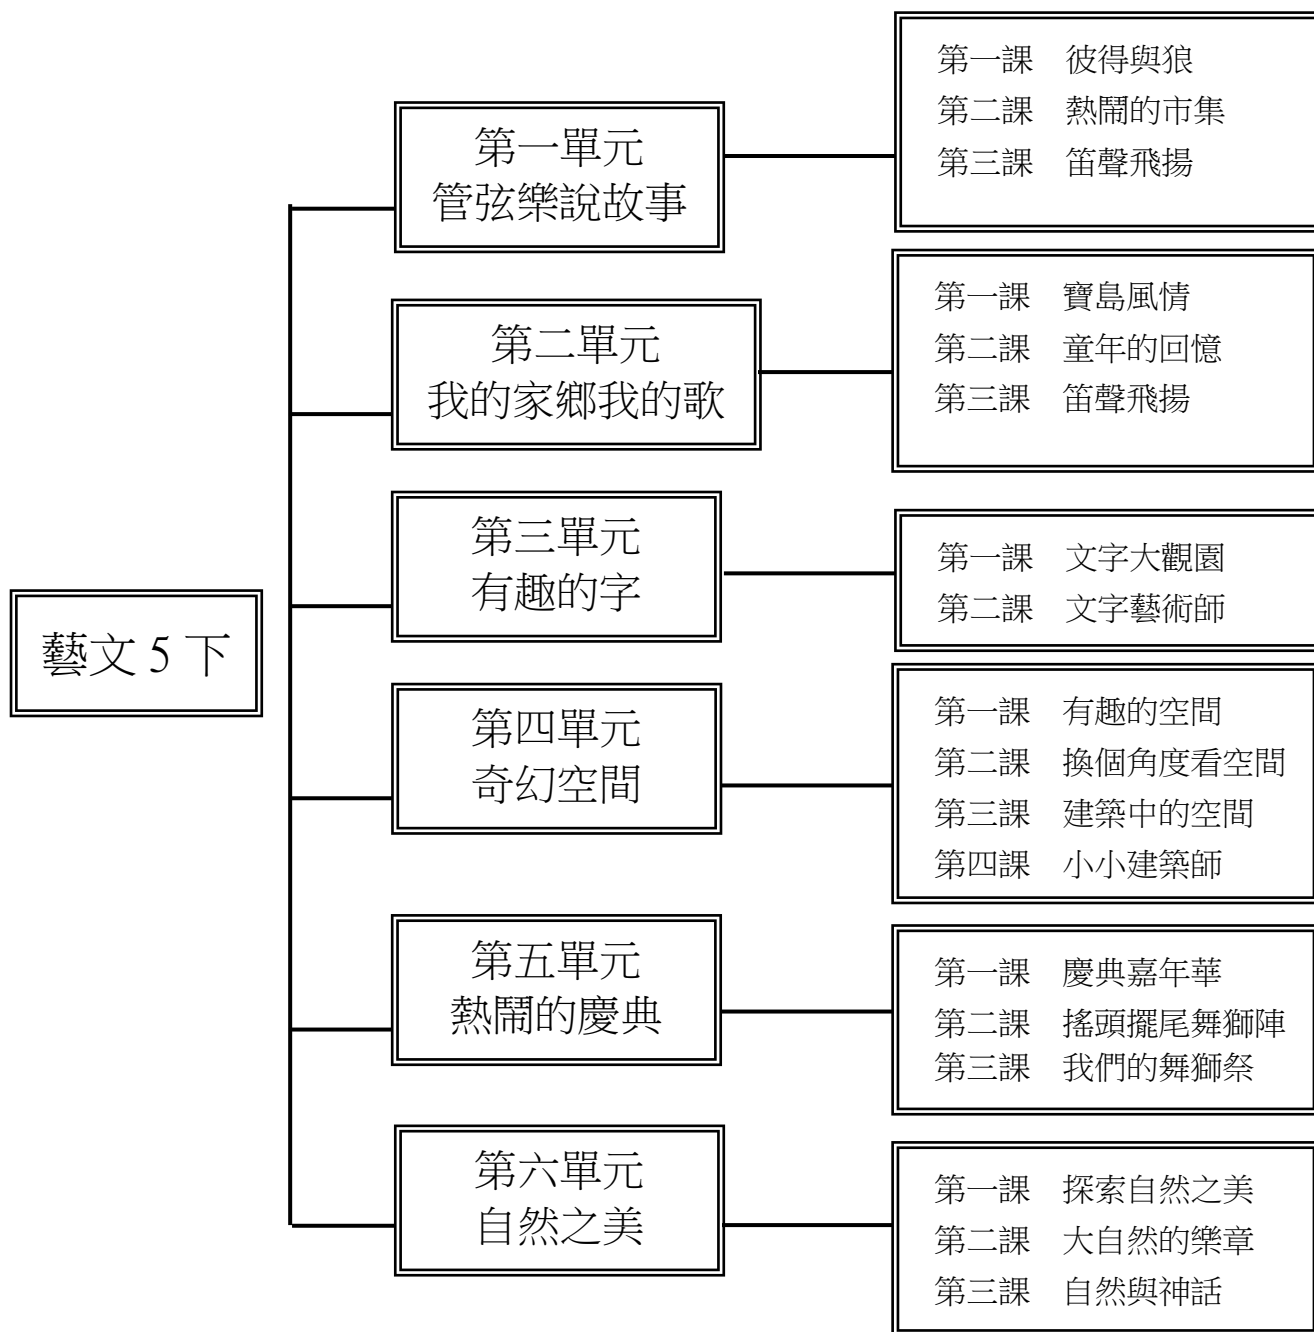 藝文 5 下
第一單元
管弦樂說故事
第一課 彼得與狼
第二課 熱鬧的市集
第三課 笛聲飛揚
第二單元
我的家鄉我的歌
第一課 寶島風情
第二課 童年的回憶
第三課 笛聲飛揚
第三單元
有趣的字
第一課 文字大觀園
第二課 文字藝術師
第四單元
奇幻空間
第一課 有趣的空間
第二課 換個角度看空間
第三課 建築中的空間
第四課 小小建築師
第五單元
熱鬧的慶典
第一課 慶典嘉年華
第二課 搖頭擺尾舞獅陣
第三課 我們的舞獅祭
第六單元
自然之美
第一課 探索自然之美
第二課 大自然的樂章
第三課 自然與神話